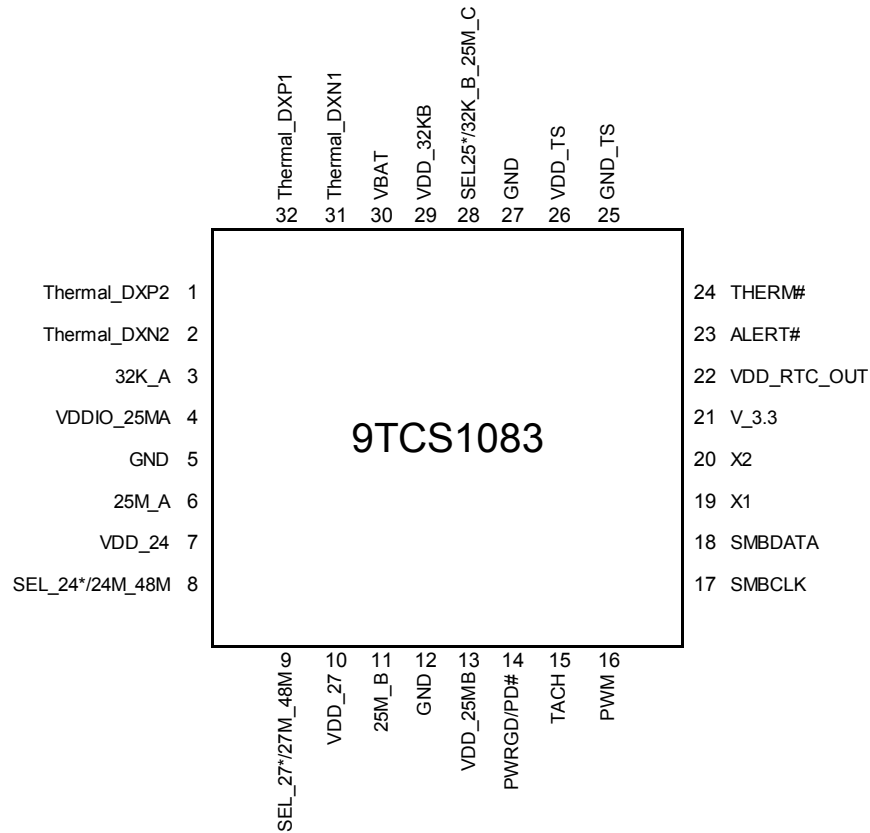 Thermal_DXP1
Thermal_DXN1
VBAT
VDD_32KB
SEL25*/32K_B_25M_C
GND
VDD_TS
GND_TS
32 31 30 29 28 27 26 25
Thermal_DXP2 1
Thermal_DXN2 2
32K_A 3
VDDIO_25MA 4
GND 5
25M_A 6
VDD_24 7
SEL_24*/24M_48M 8
9TCS1083
24 THERM#
23 ALERT#
22 VDD_RTC_OUT
21 V_3.3
20 X2
19 X1
18 SMBDATA
17 SMBCLK
9 10 11 12 13 14 15 16
SEL_27*/27M_48M
VDD_27
25M_B
GND
VDD_25MB
PWRGD/PD#
TACH
PWM